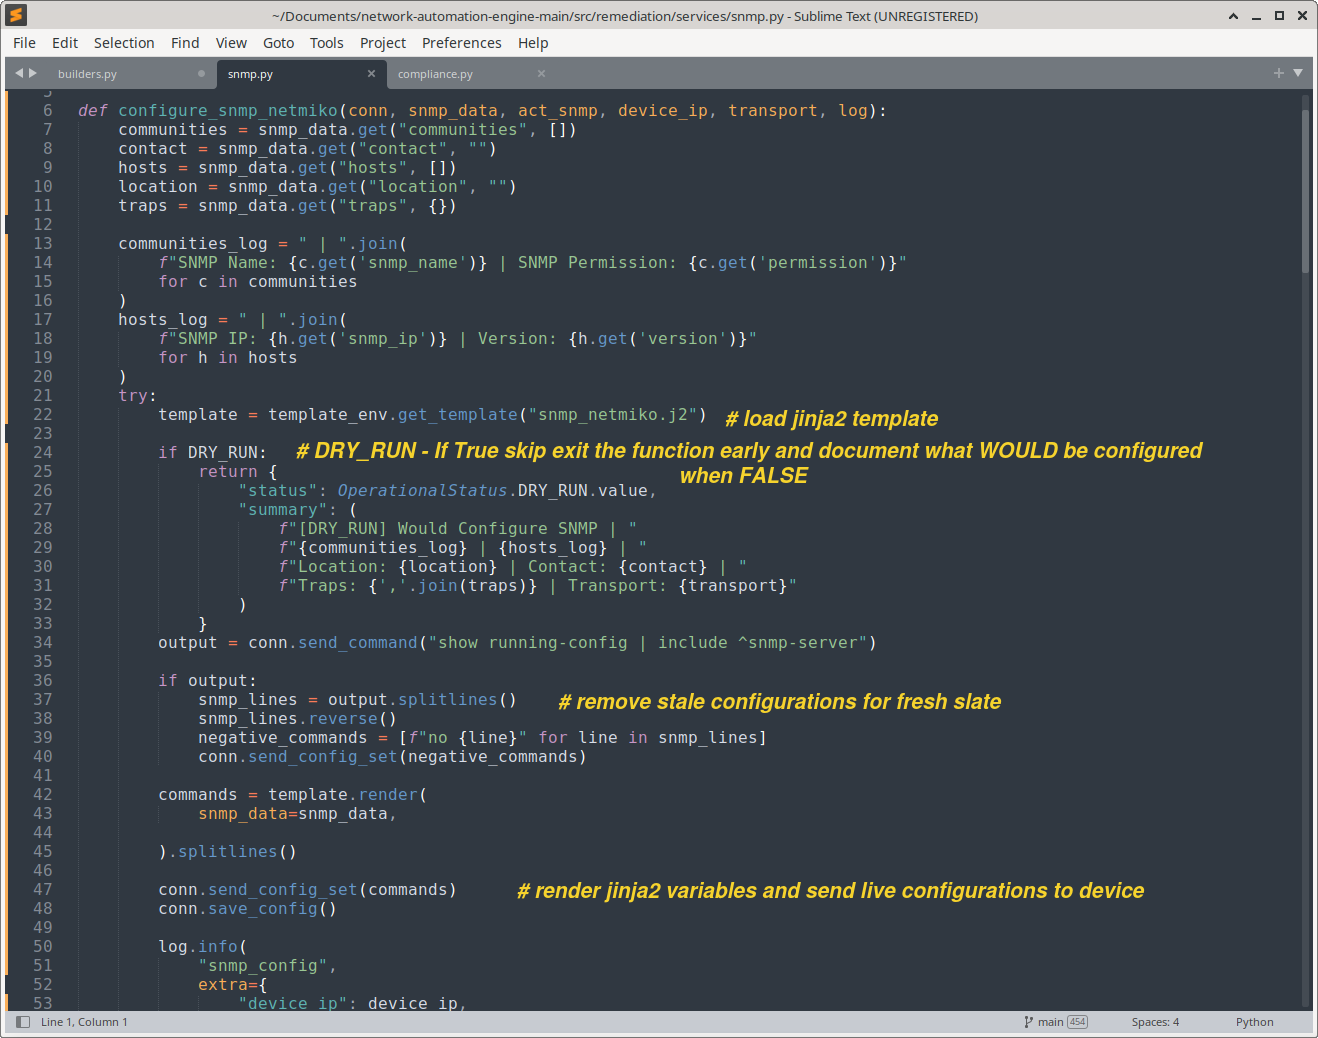 ~/Documents/network-automation-engine-main/src/remediation/services/snmp.py - Sublime Text (UNREGISTERED)
File Edit Selection Find View Goto Tools Project Preferences Help
builders.py snmp.py compliance.py
5
6 def configure_snmp_netmiko(conn, snmp_data, act_snmp, device_ip, transport, log):
7 communities = snmp_data.get("communities", [])
8 contact = snmp_data.get("contact", "")
9 hosts = snmp_data.get("hosts", [])
10 location = snmp_data.get("location", "")
11 traps = snmp_data.get("traps", {})
12
13 communities_log = " | ".join(
14 f"SNMP Name: {c.get('snmp_name')} | SNMP Permission: {c.get('permission')}"
15 for c in communities
16 )
17 hosts_log = " | ".join(
18 f"SNMP IP: {h.get('snmp_ip')} | Version: {h.get('version')}"
19 for h in hosts
20 )
21 try:
22 template = template_env.get_template("snmp_netmiko.j2") # load jinja2 template
23
24 if DRY_RUN: # DRY_RUN - If True skip exit the function early and document what WOULD be configured
25 return { when FALSE
26 "status": OperationalStatus.DRY_RUN.value,
27 "summary": (
28 f"[DRY_RUN] Would Configure SNMP | "
29 f"{communities_log} | {hosts_log} | "
30 f"Location: {location} | Contact: {contact} | "
31 f"Traps: {','.join(traps)} | Transport: {transport}"
32 )
33 }
34 output = conn.send_command("show running-config | include ^snmp-server")
35
36 if output:
37 snmp_lines = output.splitlines() # remove stale configurations for fresh slate
38 snmp_lines.reverse()
39 negative_commands = [f"no {line}" for line in snmp_lines]
40 conn.send_config_set(negative_commands)
41
42 commands = template.render(
43 snmp_data=snmp_data,
44
45 ).splitlines()
46
47 conn.send_config_set(commands) # render jinja2 variables and send live configurations to device
48 conn.save_config()
49
50 log.info(
51 "snmp_config",
52 extra={
53 "device_ip": device_ip,
Line 1, Column 1 main 454 Spaces: 4 Python